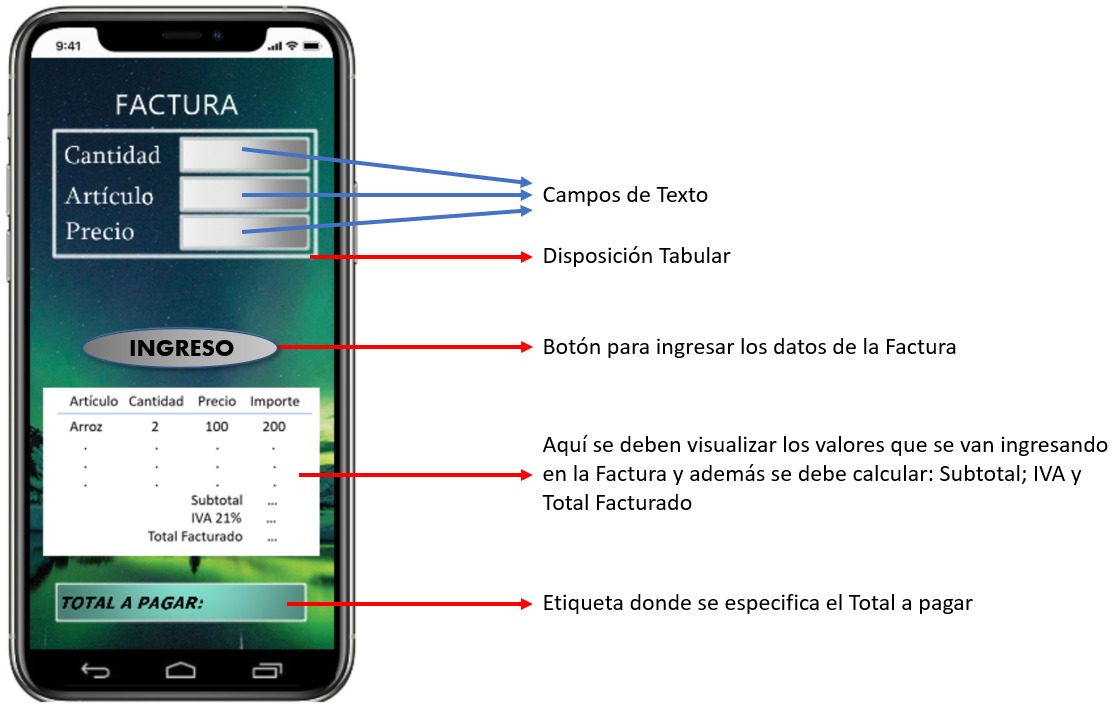 9:41
FACTURA
Cantidad
Artículo
Precio
Campos de Texto
Disposición Tabular
INGRESO
Botón para ingresar los datos de la Factura
Artículo Cantidad Precio Importe
Arroz 2 100 200
. . . .
. . . .
. . . .
Subtotal ...
IVA 21% ...
Total Facturado ...
Aquí se deben visualizar los valores que se van ingresando
en la Factura y además se debe calcular: Subtotal; IVA y
Total Facturado
TOTAL A PAGAR:
Etiqueta donde se especifica el Total a pagar